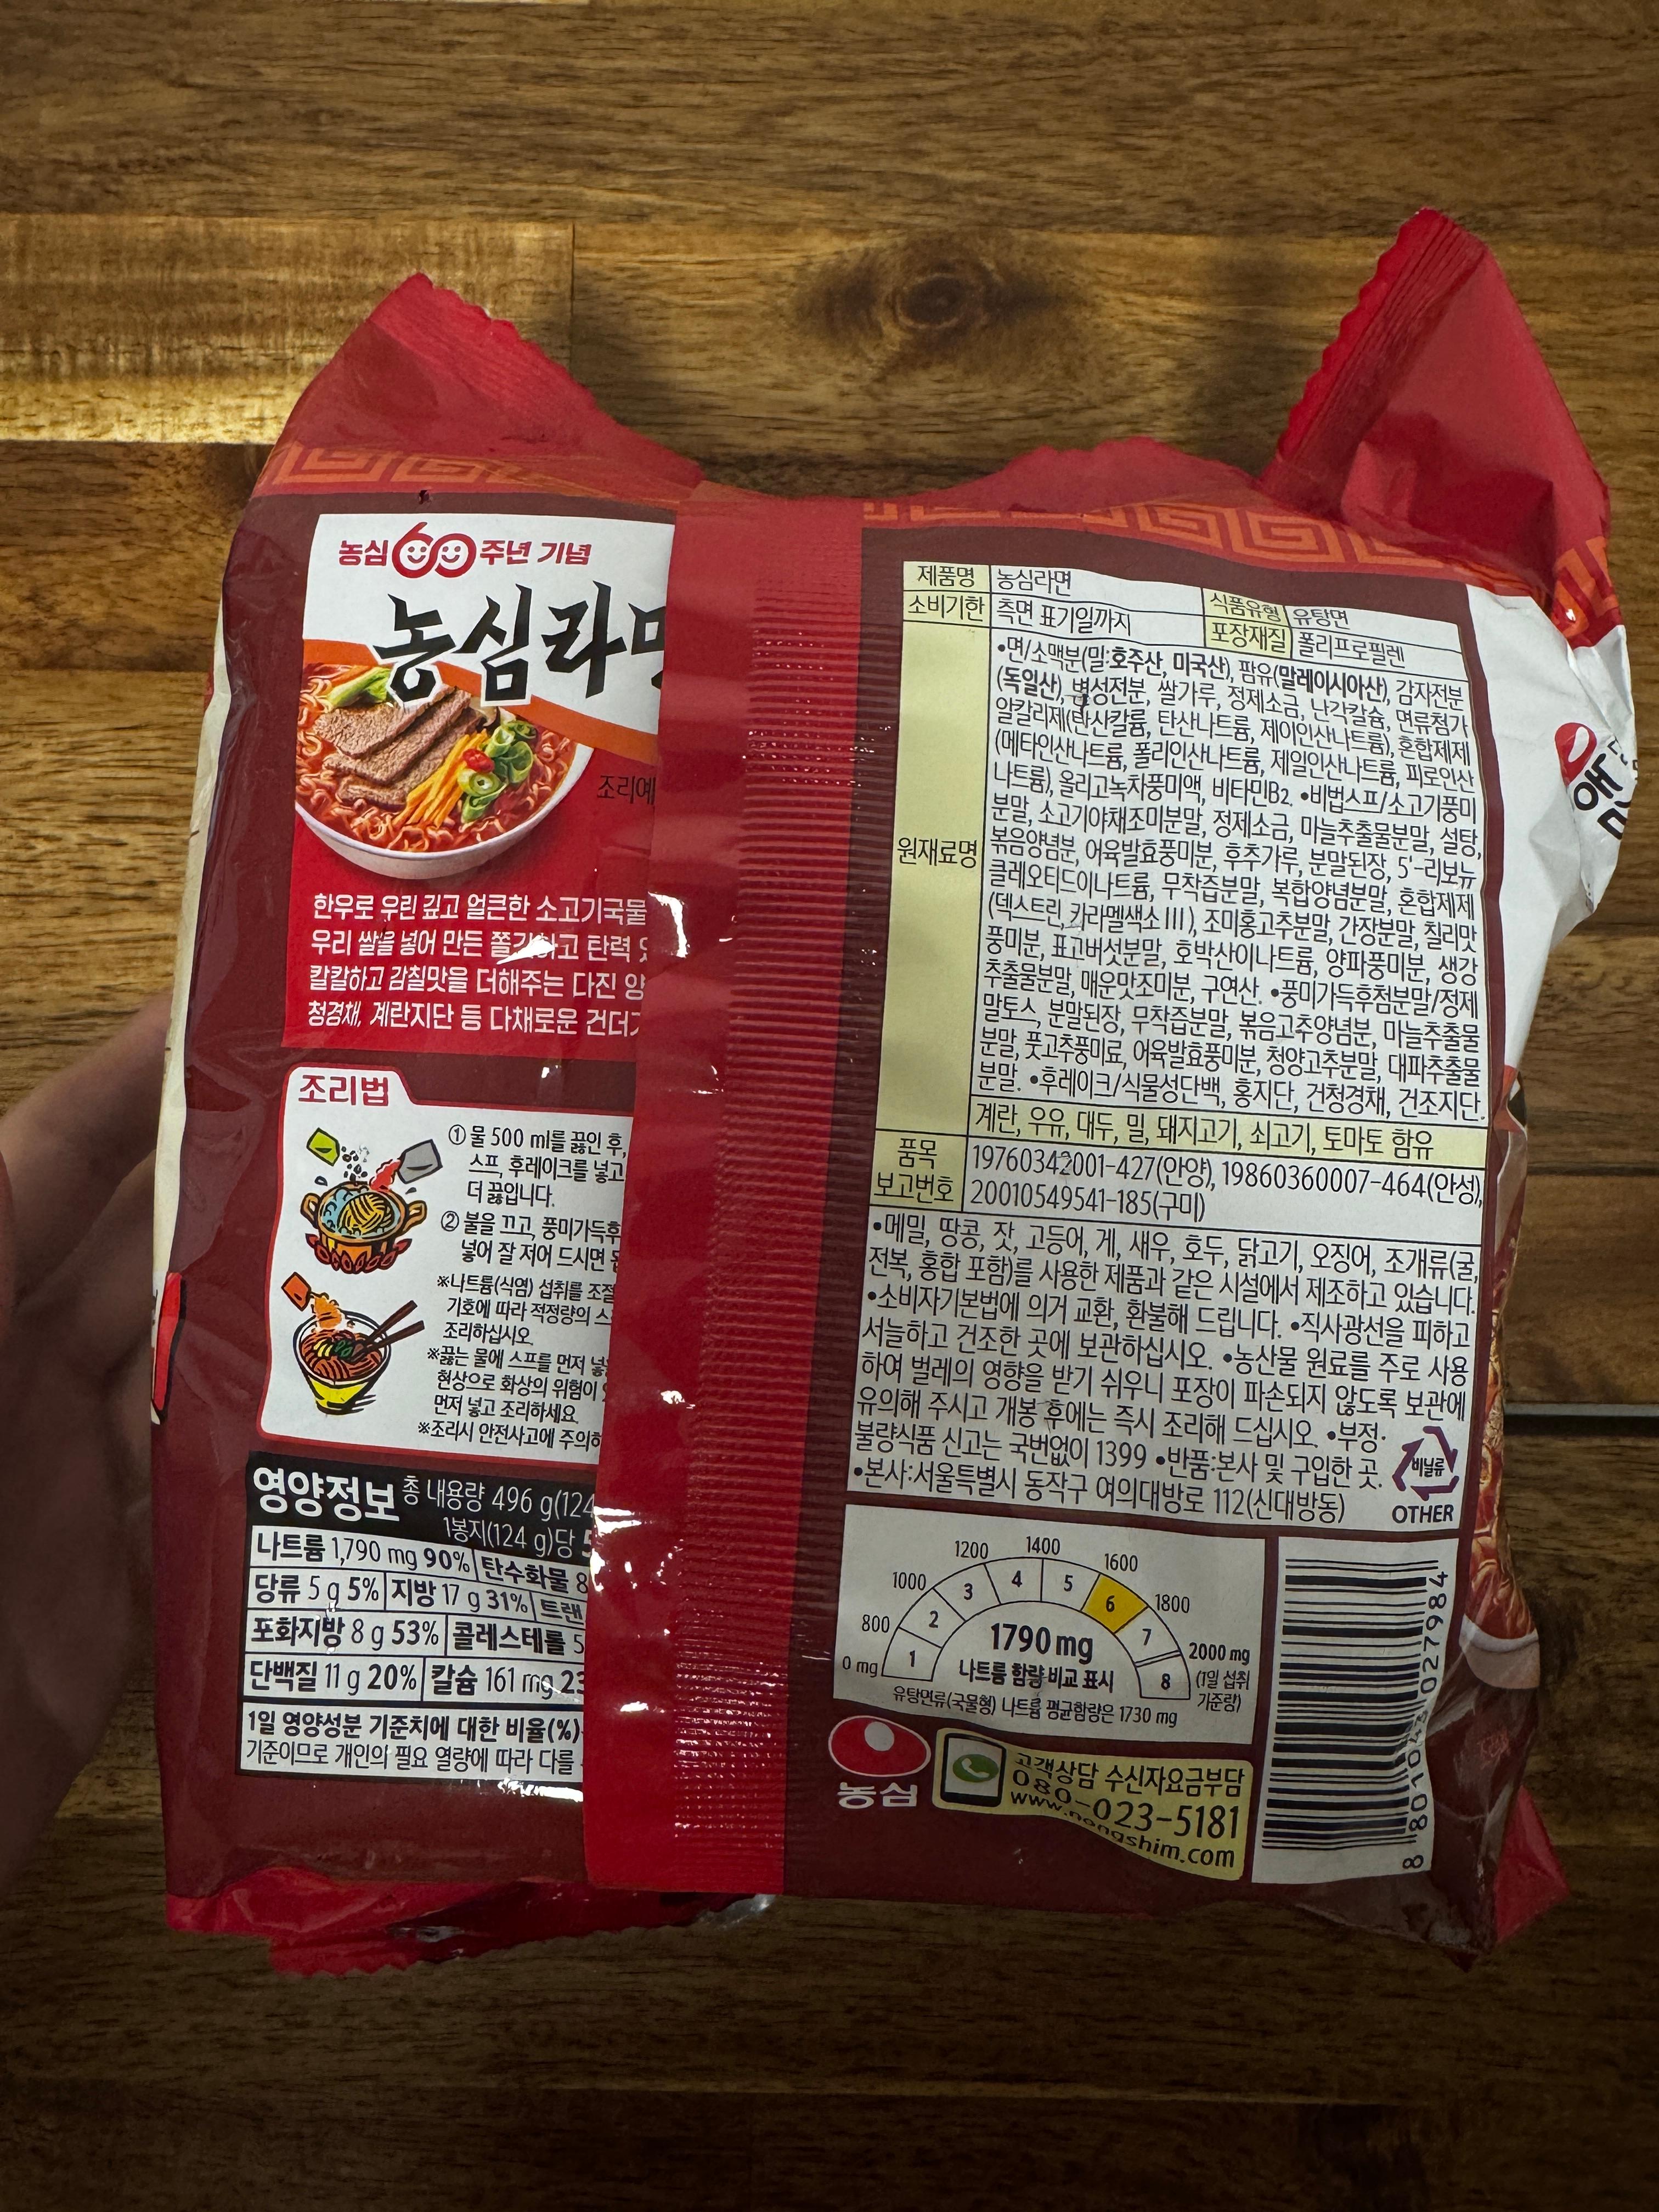 농심60주년 기념
농심라면
조리예
한우로 우린 깊고 얼큰한 소고기국물
우리 쌀을 넣어 만든 쫄깃하고 탄력
칼칼하고 감칠맛을 더해주는 다진 양
청경채, 계란지단 등 다채로운 건더기
조리법
① 물 500 ml를 끓인 후,
스프, 후레이크를 넣고
더 끓입니다.
② 불을 끄고, 풍미가득후
넣어 잘 저어 드시면
※나트륨(식염) 섭취를 조절
기호에 따라 적정량의 스
조리하십시오.
※끓는 물에 스프를 먼저 넣
현상으로 화상의 위험이
먼저 넣고 조리하세요.
※조리시 안전사고에 주의하
영양정보 총 내용량 496 g(124
1봉지(124 g)당 5
나트륨 1,790 mg 90% 탄수화물 8
당류 5 g 5% 지방 17 g 31% 트랜
포화지방 8 g 53% 콜레스테롤 5
단백질 11 g 20% 칼슘 161 mg 23
1일 영양성분 기준치에 대한 비율(%)
기준이므로 개인의 필요 열량에 따라 다를
제품명 농심라면 식품유형 유탕면
소비기한 측면 표기일까지 포장재질 폴리프로필렌
원재료명
•면/소맥분(밀:호주산, 미국산), 팜유(말레이시아산), 감자전분
(독일산), 변성전분, 쌀가루, 정제소금, 난각칼슘, 면류첨가
알칼리제(탄산칼륨, 탄산나트륨, 제이인산나트륨), 혼합제제
(메타인산나트륨, 폴리인산나트륨, 제일인산나트륨, 피로인산
나트륨), 올리고녹차풍미액, 비타민B2. •비법스프/소고기풍미
분말, 소고기야채조미분말, 정제소금, 마늘추출물분말, 설탕,
볶음양념분, 어육발효풍미분, 후추가루, 분말된장, 5'-리보뉴
클레오티드이나트륨, 무착즙분말, 복합양념분말, 혼합제제
(덱스트린, 카라멜색소III), 조미홍고추분말, 간장분말, 칠리맛
풍미분, 표고버섯분말, 호박산이나트륨, 양파풍미분, 생강
추출물분말, 매운맛조미분, 구연산. •풍미가득후첨분말/정제
말토스, 분말된장, 무착즙분말, 볶음고추양념분, 마늘추출물
분말, 풋고추풍미료, 어육발효풍미분, 청양고추분말, 대파추출물
분말. •후레이크/식물성단백, 홍지단, 건청경채, 건조지단.
계란, 우유, 대두, 밀, 돼지고기, 쇠고기, 토마토 함유
품목보고번호
19760342001-427(안양), 19860360007-464(안성),
20010549541-185(구미)
•메밀, 땅콩, 잣, 고등어, 게, 새우, 호두, 닭고기, 오징어, 조개류(굴,
전복, 홍합 포함)를 사용한 제품과 같은 시설에서 제조하고 있습니다.
•소비자기본법에 의거 교환, 환불해 드립니다. •직사광선을 피하고
서늘하고 건조한 곳에 보관하십시오. •농산물 원료를 주로 사용
하여 벌레의 영향을 받기 쉬우니 포장이 파손되지 않도록 보관에
유의해 주시고 개봉 후에는 즉시 조리해 드십시오. •부정·
불량식품 신고는 국번없이 1399 •반품:본사 및 구입한 곳.
•본사:서울특별시 동작구 여의대방로 112(신대방동)
비닐류
OTHER
0 mg 800 1000 1200 1400 1600 1800 2000 mg
1 2 3 4 5 6 7 8
(1일 섭취
기준량)
1790 mg
나트륨 함량 비교 표시
유탕면류(국물형) 나트륨 평균함량은 1730 mg
농심
고객상담 수신자요금부담
080-023-5181
www.nongshim.com
8 801043 027984